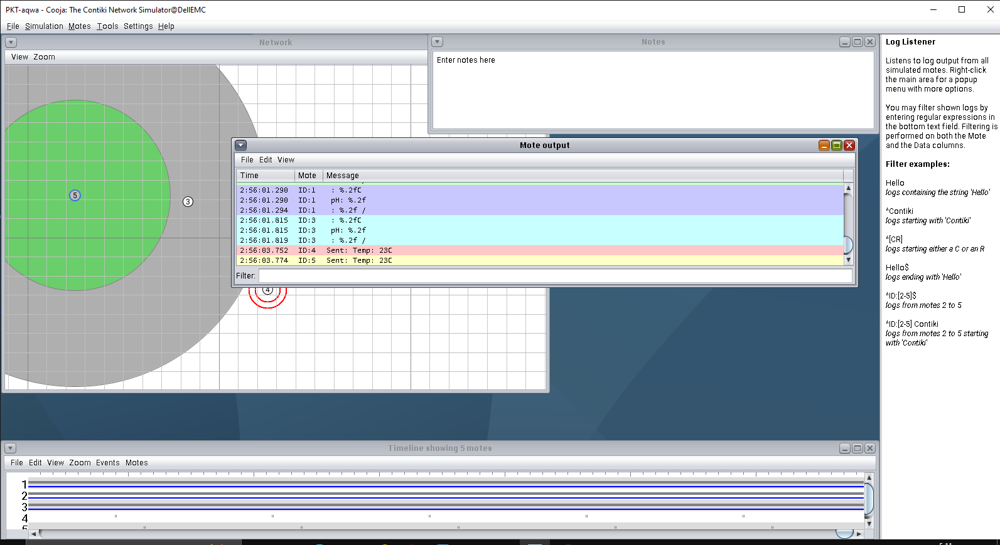 PKT-aqwa - Cooja: The Contiki Network Simulator@DellEMC
File Simulation Motes Tools Settings Help
Network
View Zoom
5
3
4
Notes
Enter notes here
Mote output
File Edit View
Time Mote Message
2:56:01.290 ID:1 : %.2fC
2:56:01.290 ID:1 pH: %.2f
2:56:01.294 ID:1 : %.2f /
2:56:01.815 ID:3 : %.2fC
2:56:01.815 ID:3 pH: %.2f
2:56:01.819 ID:3 : %.2f /
2:56:03.752 ID:4 Sent: Temp: 23C
2:56:03.774 ID:5 Sent: Temp: 23C
Filter:
Log Listener
Listens to log output from all
simulated motes. Right-click
the main area for a popup
menu with more options.
You may filter shown logs by
entering regular expressions in
the bottom text field. Filtering is
performed on both the Mote
and the Data columns.
Filter examples:
Hello
logs containing the string 'Hello'
^Contiki
logs starting with 'Contiki'
^[CR]
logs starting either a C or an R
Hello$
logs ending with 'Hello'
^ID:[2-5]$
logs from motes 2 to 5
^ID:[2-5] Contiki
logs from motes 2 to 5 starting
with 'Contiki'
Timeline showing 5 motes
File Edit View Zoom Events Motes
1
2
3
4
5